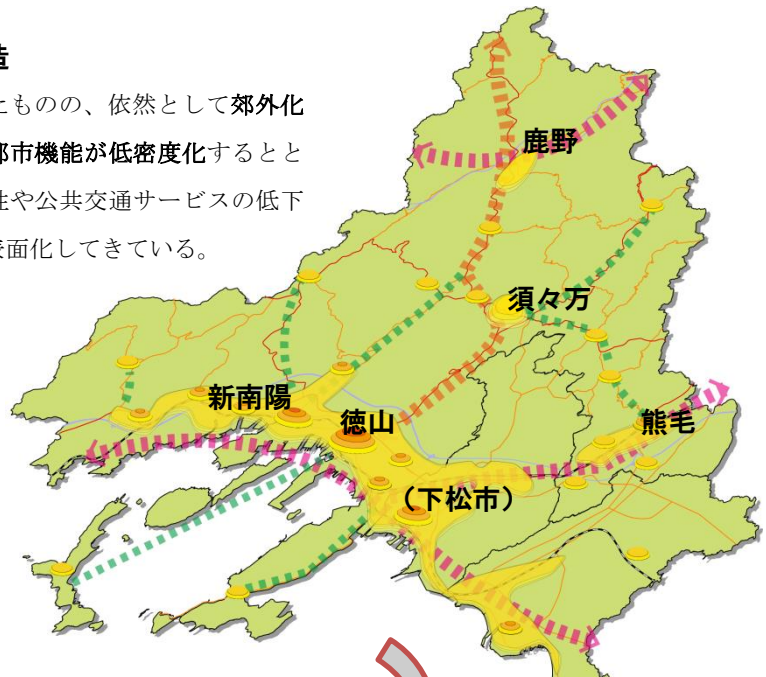 造
ものの、依然として郊外化
都市機能が低密度化するとと
性や公共交通サービスの低下
表面化してきている。
鹿野
須々万
新南陽
徳山
熊毛
（下松市）